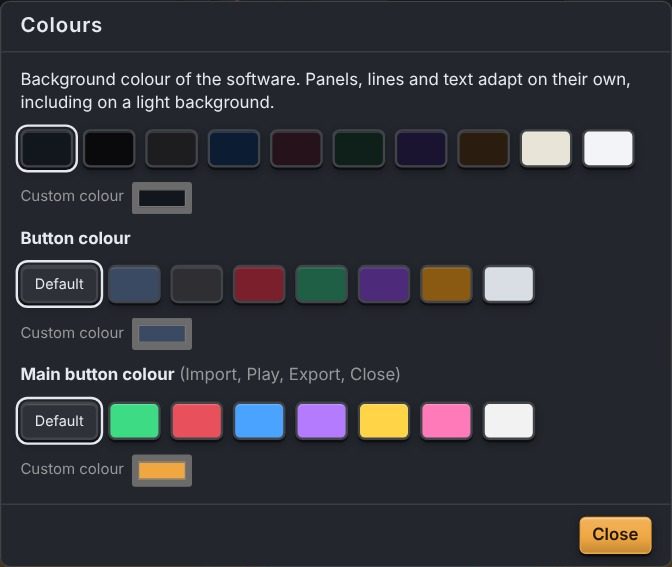 Colours
Background colour of the software. Panels, lines and text adapt on their own,
including on a light background.
Custom colour
Button colour
Default
Custom colour
Main button colour (Import, Play, Export, Close)
Default
Custom colour
Close